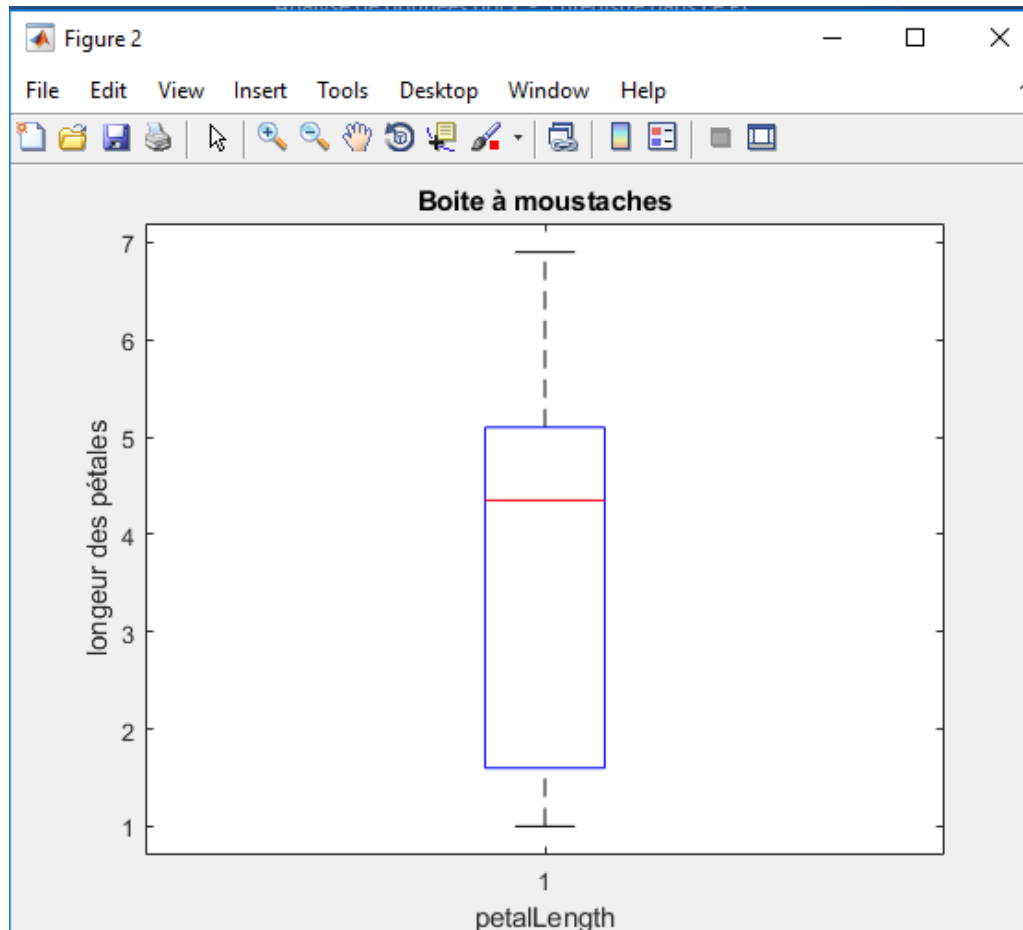 Figure 2
File Edit View Insert Tools Desktop Window Help
Boite à moustaches
7
6
5
4
3
2
1
longeur des pétales
1
petalLength